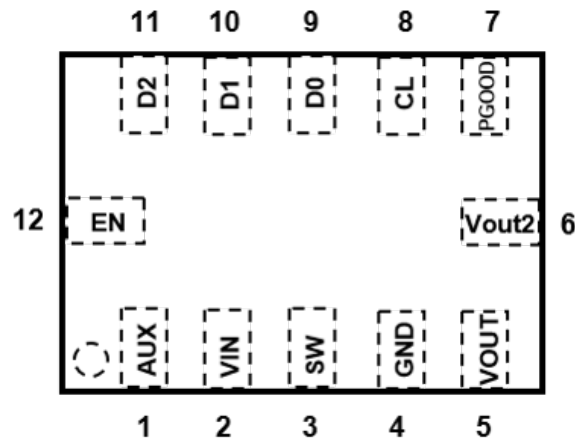 11 10 9 8 7
D2 D1 D0 CL PGOOD
12 EN Vout2 6
AUX VIN SW GND VOUT
1 2 3 4 5